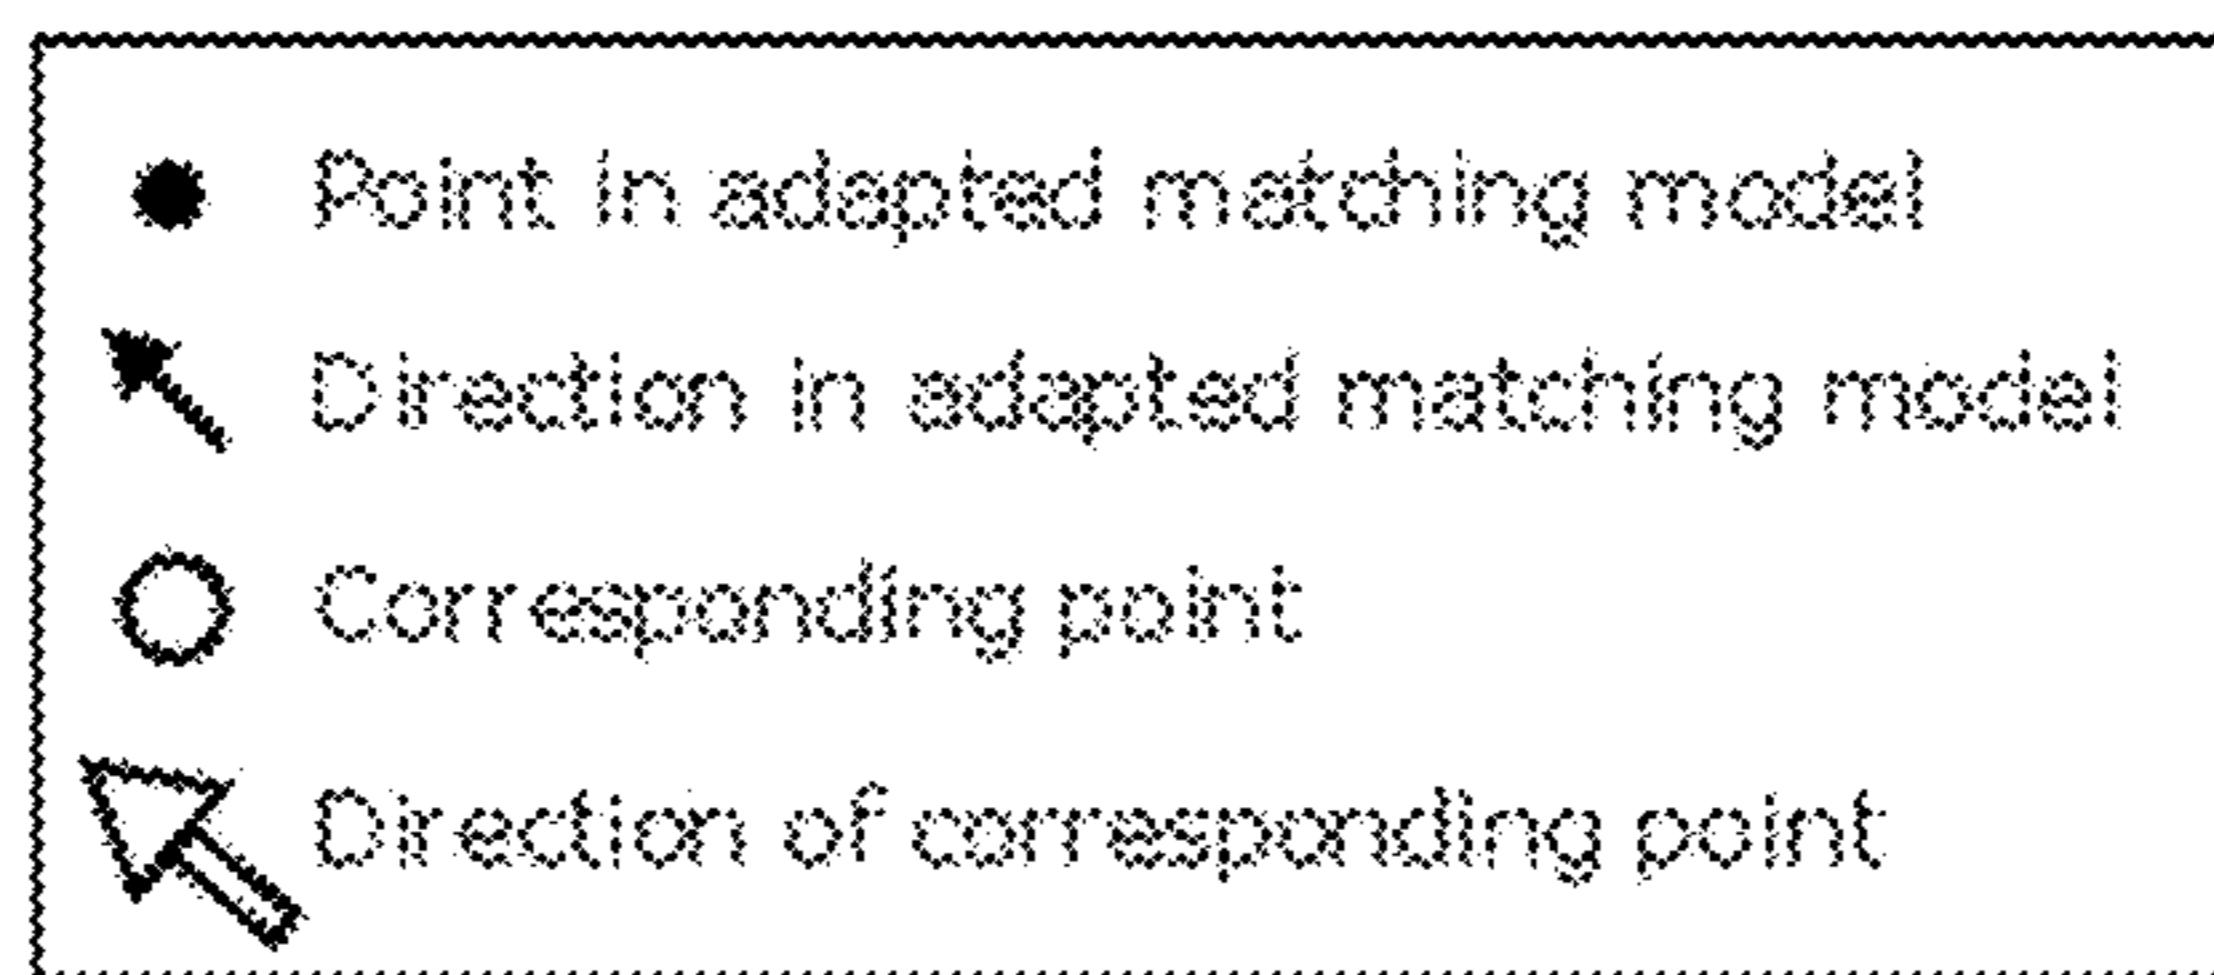 Point in adapted matching model
Direction in adapted matching model
Corresponding point
Direction of corresponding point